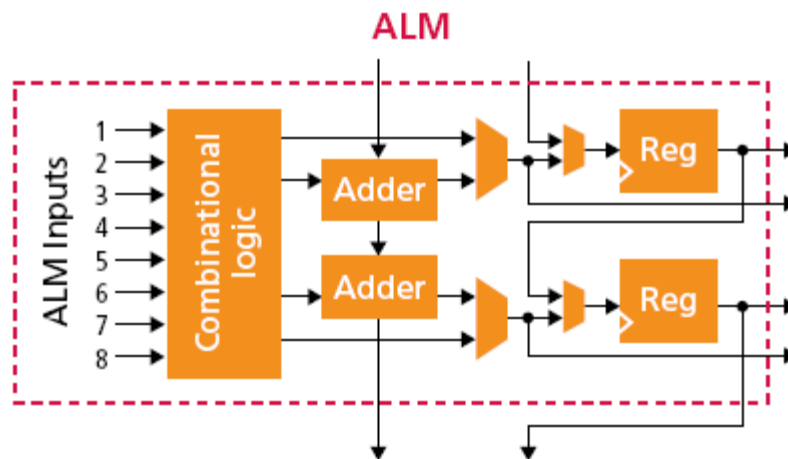 ALM
ALM Inputs
1
2
3
4
5
6
7
8
Combinational
logic
Adder
Adder
Reg
Reg